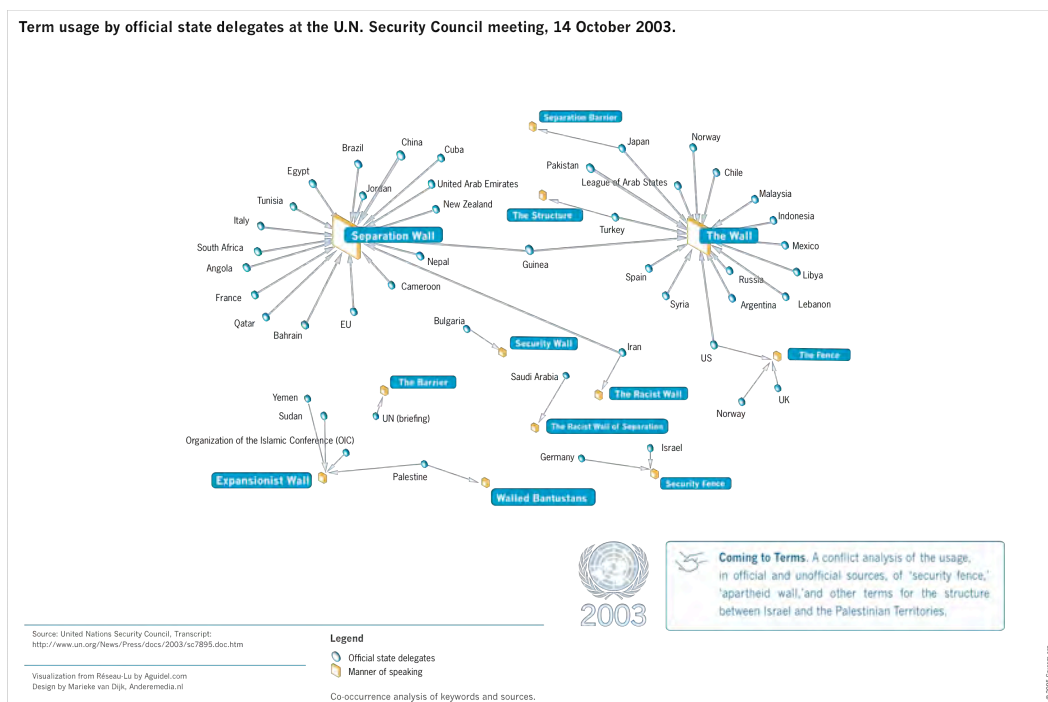 Term usage by official state delegates at the U.N. Security Council meeting, 14 October 2003.
Separation Barrier
Japan
Norway
China
Cuba
Brazil
Pakistan
Chile
Egypt
Jordan
United Arab Emirates
League of Arab States
Malaysia
Tunisia
New Zealand
The Structure
Indonesia
Italy
Turkey
Separation Wall
The Wall
South Africa
Mexico
Nepal
Guinea
Angola
Spain
Russia
Libya
Cameroon
France
Syria
Argentina
Lebanon
Qatar
EU
Bahrain
Bulgaria
Security Wall
Iran
US
The Fence
Saudi Arabia
The Barrier
The Racist Wall
Yemen
UK
Norway
Sudan
UN (briefing)
The Racist Wall of Separation
Organization of the Islamic Conference (OIC)
Israel
Germany
Palestine
Expansionist Wall
Security Fence
Walled Bantustans
Coming to Terms. A conflict analysis of the usage,
in official and unofficial sources, of 'security fence,'
'apartheid wall,'and other terms for the structure
between Israel and the Palestinian Territories.
2003
Source: United Nations Security Council, Transcript:
http://www.un.org/News/Press/docs/2003/sc7895.doc.htm
Legend
Official state delegates
Manner of speaking
Visualization from Réseau-Lu by Aguidel.com
Design by Marieke van Dijk, Anderemedia.nl
Co-occurrence analysis of keywords and sources.